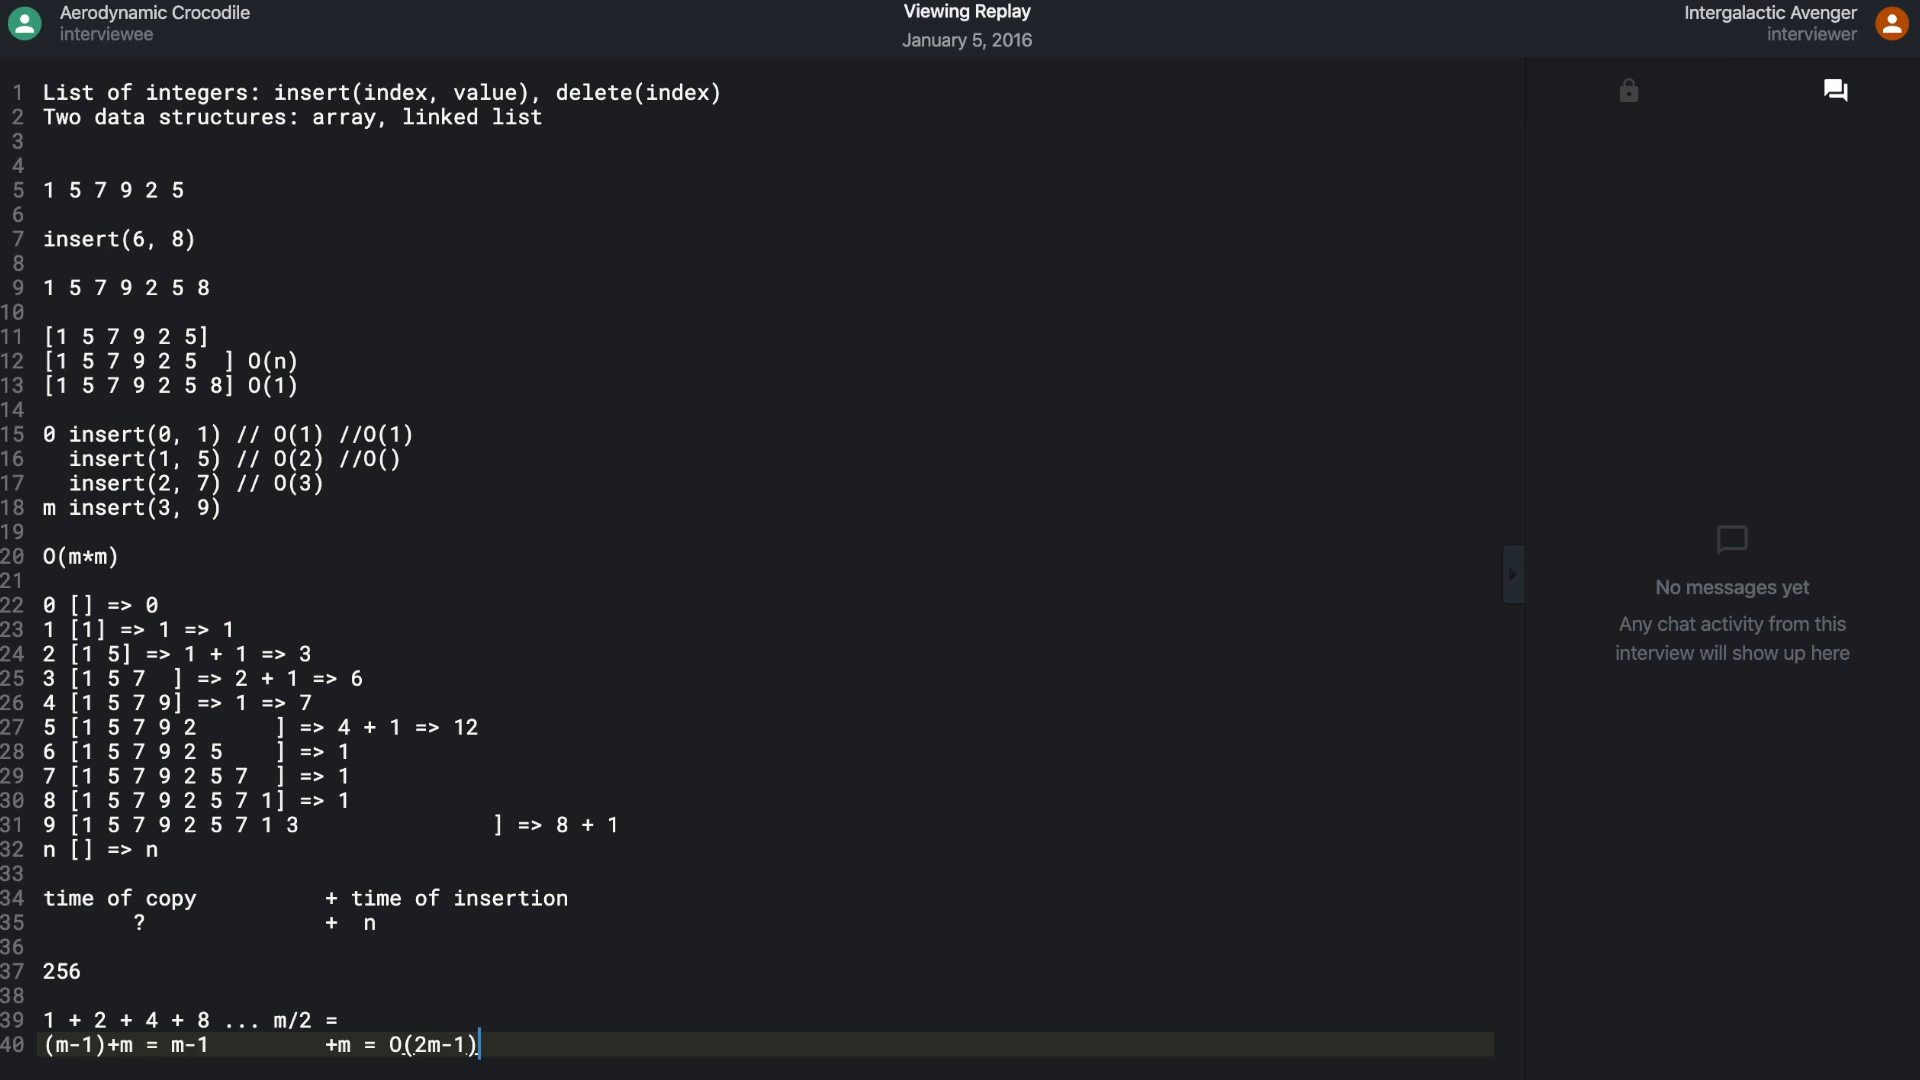 Aerodynamic Crocodile
interviewee
Viewing Replay
January 5, 2016
Intergalactic Avenger
interviewer
1 List of integers: insert(index, value), delete(index)
2 Two data structures: array, linked list
3
4
5 1 5 7 9 2 5
6
7 insert(6, 8)
8
9 1 5 7 9 2 5 8
10
11 [1 5 7 9 2 5]
12 [1 5 7 9 2 5  ] O(n)
13 [1 5 7 9 2 5 8] O(1)
14
15 0 insert(0, 1) // O(1) //O(1)
16   insert(1, 5) // O(2) //O()
17   insert(2, 7) // O(3)
18 m insert(3, 9)
19
20 O(m*m)
21
22 0 [] => 0
23 1 [1] => 1 => 1
24 2 [1 5] => 1 + 1 => 3
25 3 [1 5 7  ] => 2 + 1 => 6
26 4 [1 5 7 9] => 1 => 7
27 5 [1 5 7 9 2      ] => 4 + 1 => 12
28 6 [1 5 7 9 2 5    ] => 1
29 7 [1 5 7 9 2 5 7  ] => 1
30 8 [1 5 7 9 2 5 7 1] => 1
31 9 [1 5 7 9 2 5 7 1 3               ] => 8 + 1
32 n [] => n
33
34 time of copy          + time of insertion
35        ?              +  n
36
37 256
38
39 1 + 2 + 4 + 8 ... m/2 =
40 (m-1)+m = m-1         +m = O(2m-1)
No messages yet
Any chat activity from this
interview will show up here